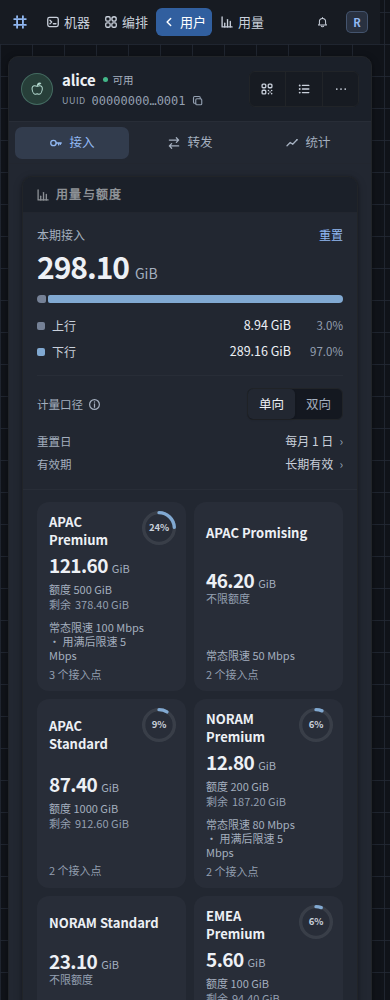 机器 编排 用户 用量 R
alice 可用
UUID 00000000…0001
接入 转发 统计
用量与额度
本期接入 重置
298.10 GiB
上行 8.94 GiB 3.0%
下行 289.16 GiB 97.0%
计量口径 单向 双向
重置日 每月 1 日 ›
有效期 长期有效 ›
APAC
Premium
24%
121.60 GiB
额度 500 GiB
剩余 378.40 GiB
常态限速 100 Mbps
· 用满后限速 5
Mbps
3 个接入点
APAC Promising
46.20 GiB
不限额度
常态限速 50 Mbps
2 个接入点
APAC
Standard
9%
87.40 GiB
额度 1000 GiB
剩余 912.60 GiB
2 个接入点
NORAM
Premium
6%
12.80 GiB
额度 200 GiB
剩余 187.20 GiB
常态限速 80 Mbps
· 用满后限速 5
Mbps
2 个接入点
NORAM Standard
23.10 GiB
不限额度
EMEA
Premium
6%
5.60 GiB
额度 100 GiB
剩余 94.40 GiB